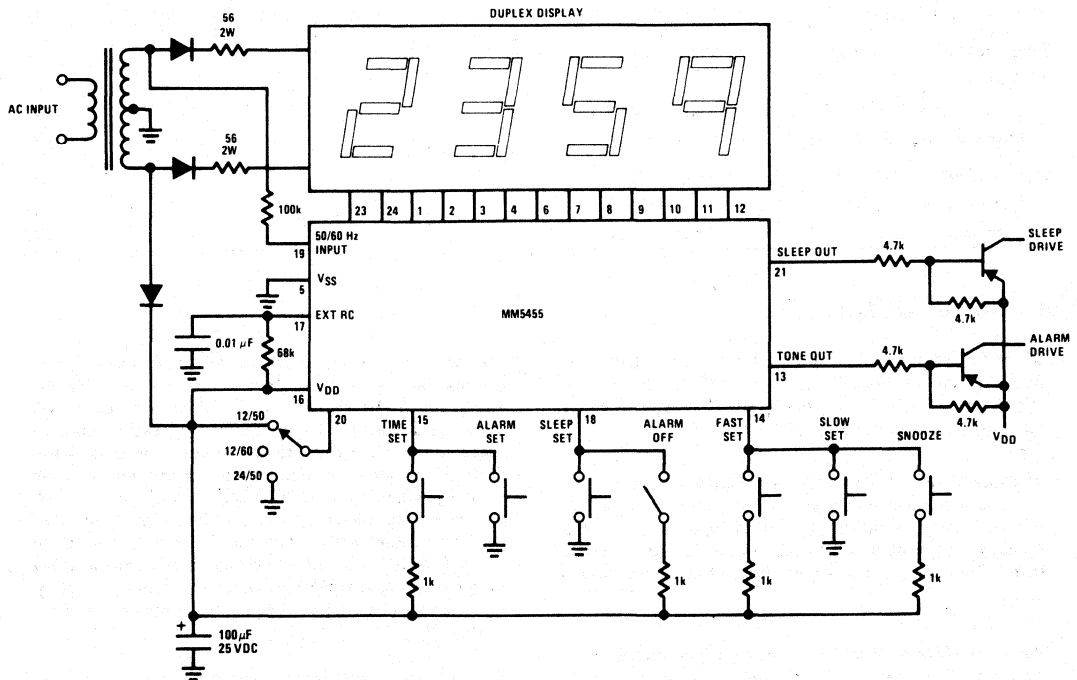 DUPLEX DISPLAY
56
2W
2 3 5 9
AC INPUT
56
2W
100k
23 24 1 2 3 4 6 7 8 9 10 11 12
50/60 Hz
INPUT
19
VSS
5
EXT RC
17
0.01 µF
68k
VDD
16
MM5455
SLEEP OUT
21
4.7k
SLEEP
DRIVE
4.7k
TONE OUT
13
4.7k
ALARM
DRIVE
4.7k
VDD
20
15
18
14
12/50
12/60
24/50
TIME
SET
ALARM
SET
SLEEP
SET
ALARM
OFF
FAST
SET
SLOW
SET
SNOOZE
1k
1k
1k
1k
+
100µF
25 VDC